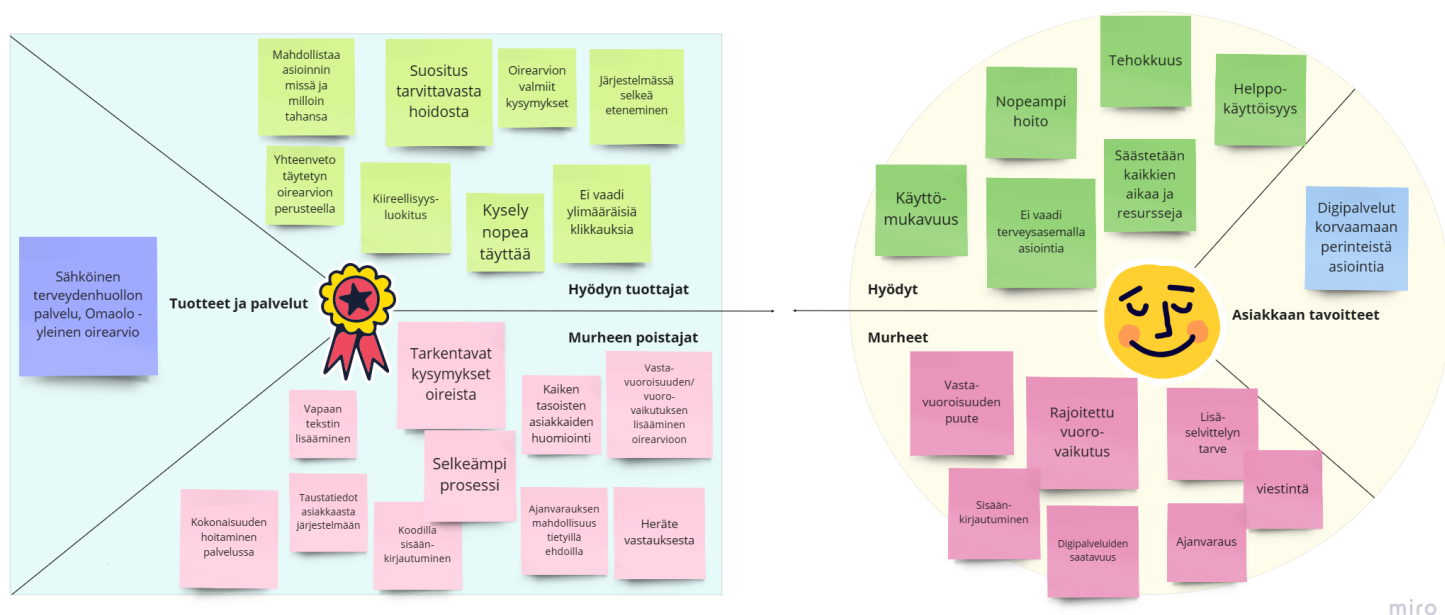 Mahdollistaa
asioinnin
missä ja
milloin
tahansa
Suositus
tarvittavasta
hoidosta
Oirearvion
valmiit
kysymykset
Järjestelmässä
selkeä
eteneminen
Yhteenveto
täytetyn
oirearvion
perusteella
Kiireellisyys-
luokitus
Kysely
nopea
täyttää
Ei vaadi
ylimääräisiä
klikkauksia
Sähköinen
terveydenhuollon
palvelu, Omaolo -
yleinen oirearvio
Tuotteet ja palvelut
Hyödyn tuottajat
Murheen poistajat
Tarkentavat
kysymykset
oireista
Vapaan
tekstin
lisääminen
Kaiken
tasoisten
asiakkaiden
huomiointi
Vasta-
vuoroisuuden/
vuoro-
vaikutuksen
lisääminen
oirearvioon
Selkeämpi
prosessi
Kokonaisuuden
hoitaminen
palvelussa
Taustatiedot
asiakkaasta
järjestelmään
Koodilla
sisään-
kirjautuminen
Ajanvarauksen
mahdollisuus
tietyillä
ehdoilla
Heräte
vastauksesta
Tehokkuus
Nopeampi
hoito
Helppo-
käyttöisyys
Käyttö-
mukavuus
Ei vaadi
terveysasemalla
asiointia
Säästetään
kaikkien
aikaa ja
resursseja
Digipalvelut
korvaamaan
perinteistä
asiointia
Hyödyt
Murheet
Asiakkaan tavoitteet
Vasta-
vuoroisuuden
puute
Rajoitettu
vuoro-
vaikutus
Lisä-
selvittelyn
tarve
viestintä
Sisään-
kirjautuminen
Digipalveluiden
saatavuus
Ajanvaraus
miro